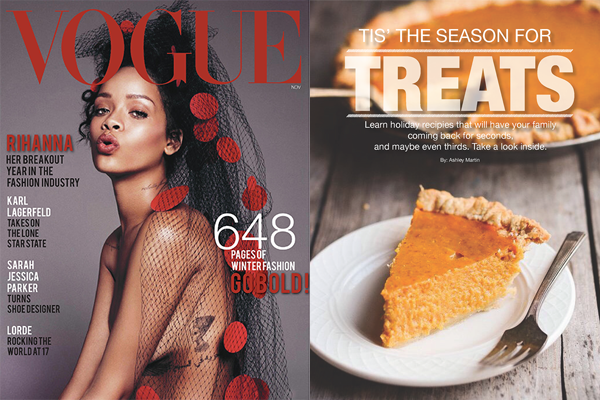 VOGUE
NOV
RIHANNA
HER BREAKOUT
YEAR IN THE
FASHION INDUSTRY
KARL
LAGERFELD
TAKES ON
THE LONE
STAR STATE
SARAH
JESSICA
PARKER
TURNS
SHOE DESIGNER
LORDE
ROCKING THE
WORLD AT 17
648
PAGES OF
WINTER FASHION
GO BOLD!
TIS' THE SEASON FOR
TREATS
Learn holiday recipies that will have your family
coming back for seconds,
and maybe even thirds. Take a look inside.
By: Ashley Martin